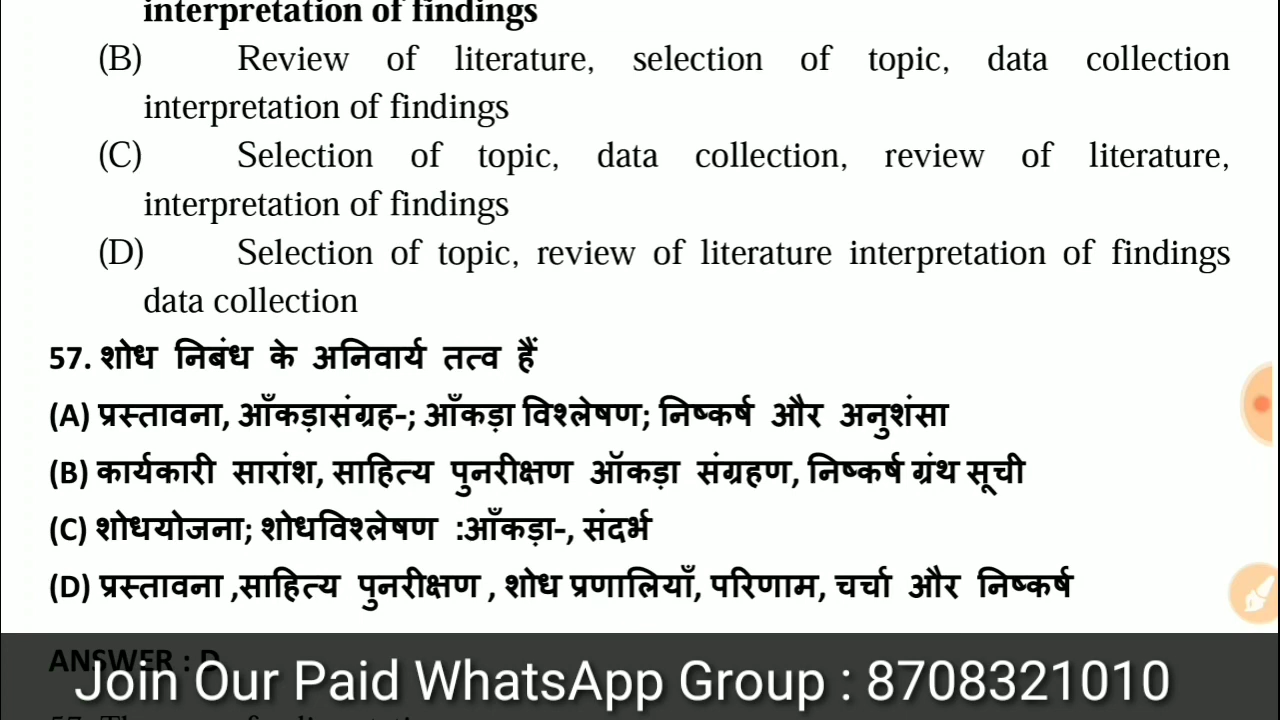 interpretation of findings
(B) Review of literature, selection of topic, data collection
interpretation of findings
(C) Selection of topic, data collection, review of literature,
interpretation of findings
(D) Selection of topic, review of literature interpretation of findings
data collection
57. शोध निबंध के अनिवार्य तत्व हैं
(A) प्रस्तावना, आँकड़ासंग्रह-; आँकड़ा विश्लेषण; निष्कर्ष और अनुशंसा
(B) कार्यकारी सारांश, साहित्य पुनरीक्षण ऑकड़ा संग्रहण, निष्कर्ष ग्रंथ सूची
(C) शोधयोजना; शोधविश्लेषण :आँकड़ा-, संदर्भ
(D) प्रस्तावना ,साहित्य पुनरीक्षण , शोध प्रणालियाँ, परिणाम, चर्चा और निष्कर्ष
ANSWER : D
Join Our Paid WhatsApp Group : 8708321010